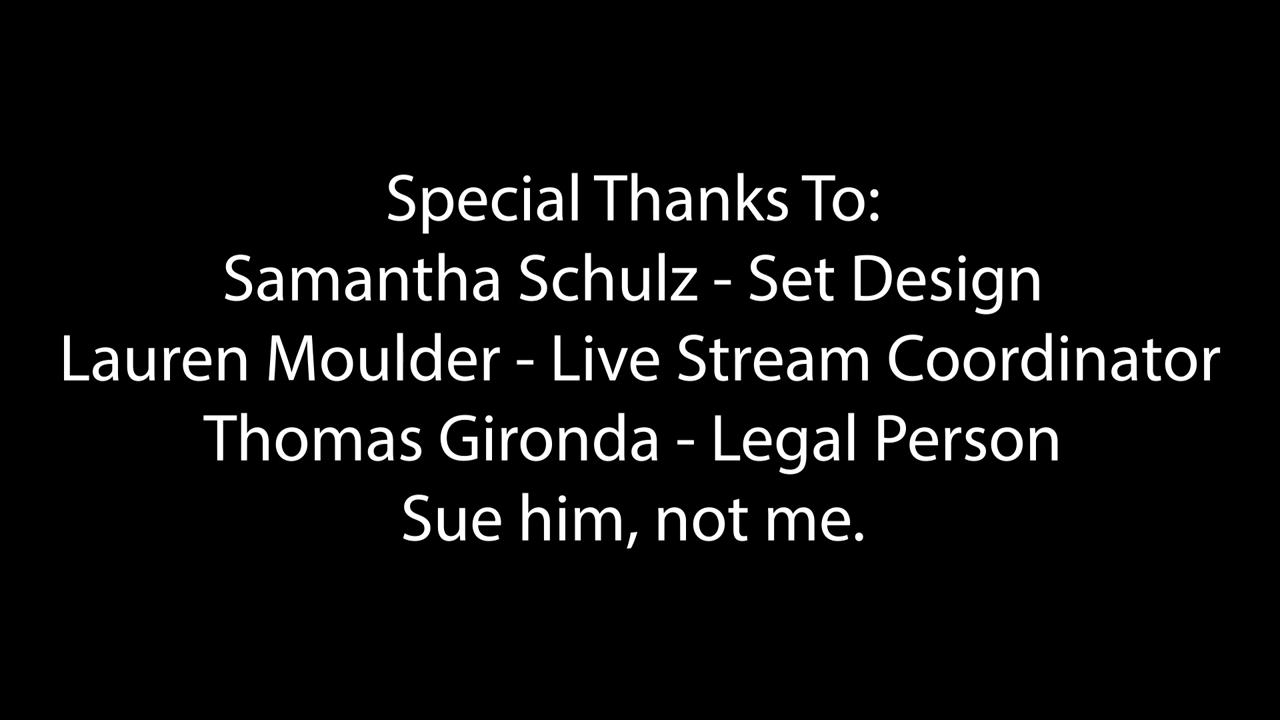 Special Thanks To:
Samantha Schulz - Set Design
Lauren Moulder - Live Stream Coordinator
Thomas Gironda - Legal Person
Sue him, not me.